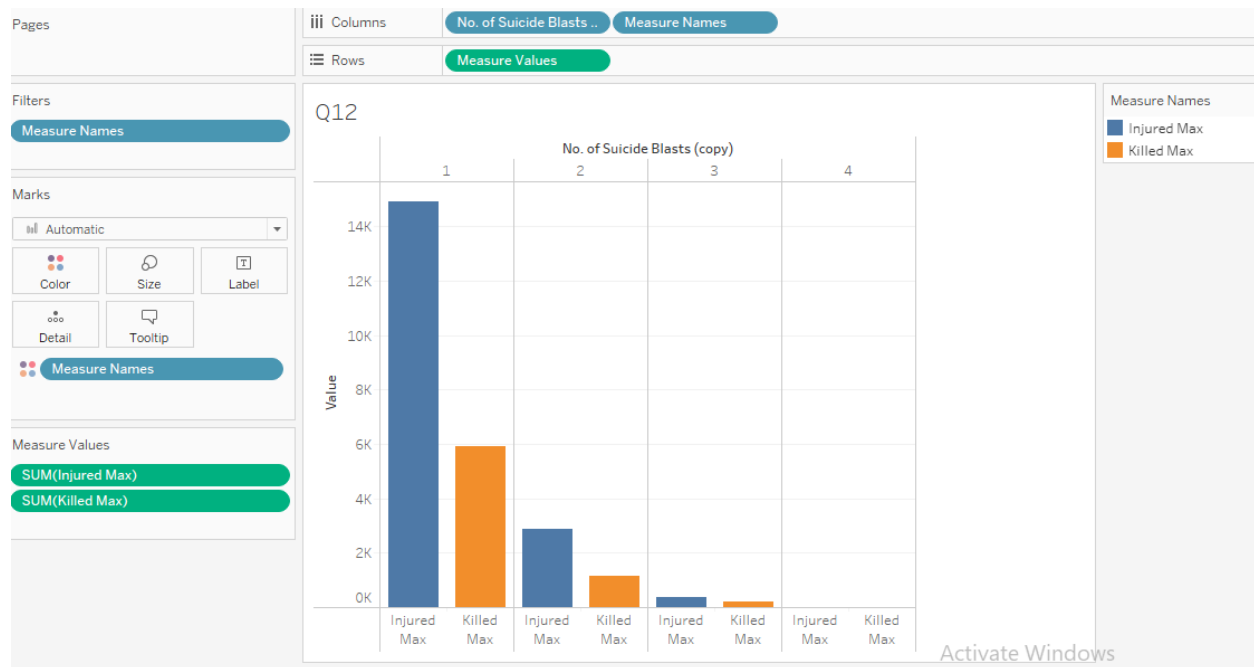 Pages
Columns
No. of Suicide Blasts ..
Measure Names
Rows
Measure Values
Filters
Measure Names
Marks
Automatic
Color
Size
Label
Detail
Tooltip
Measure Names
Measure Values
SUM(Injured Max)
SUM(Killed Max)
Q12
No. of Suicide Blasts (copy)
1 2 3 4
14K
12K
10K
8K
6K
4K
2K
0K
Value
Injured Killed Injured Killed Injured Killed Injured Killed
Max Max Max Max Max Max Max Max
Measure Names
Injured Max
Killed Max
Activate Windows